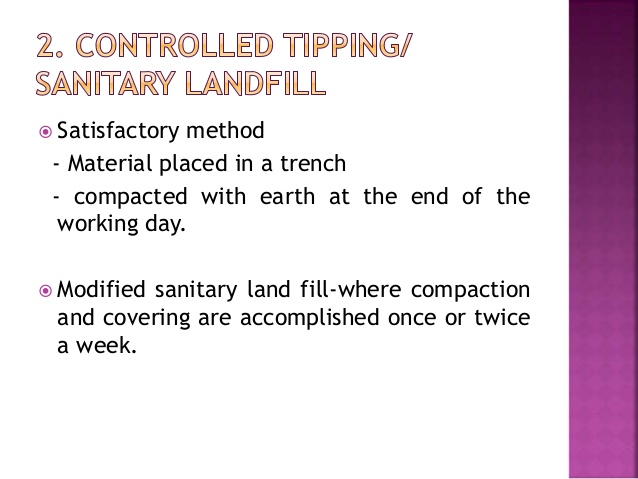 2. CONTROLLED TIPPING/
SANITARY LANDFILL
Satisfactory method
- Material placed in a trench
- compacted with earth at the end of the
working day.
Modified sanitary land fill-where compaction
and covering are accomplished once or twice
a week.